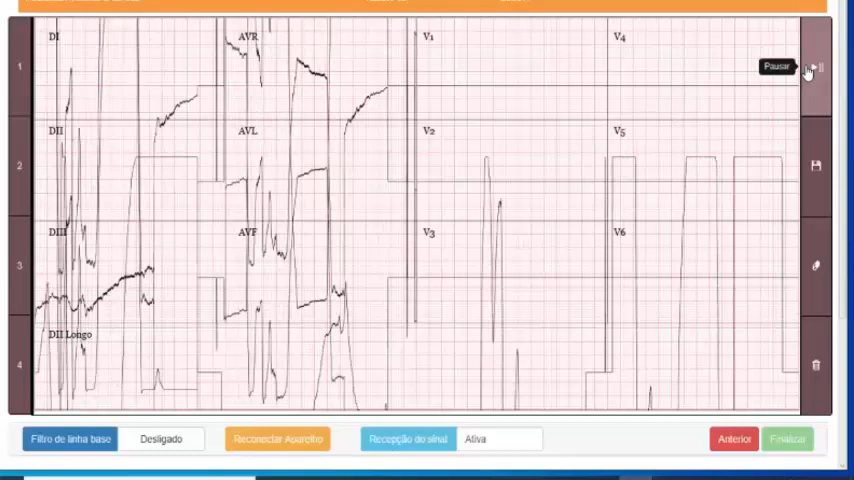 DI
AVR
V1
V4
1
Pausar
DII
AVL
V2
V5
2
DIII
AVF
V3
V6
3
DII Longo
4
Filtro de linha base
Desligado
Reconectar Aparelho
Recepção do sinal
Ativa
Anterior
Finalizar